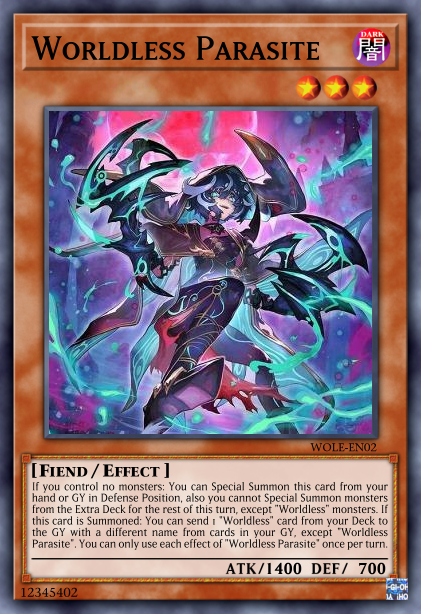 WORLDLESS PARASITE
DARK
闇
WOLE-EN02
[FIEND / EFFECT ]
If you control no monsters: You can Special Summon this card from your
hand or GY in Defense Position, also you cannot Special Summon monsters
from the Extra Deck for the rest of this turn, except "Worldless" monsters. If
this card is Summoned: You can send 1 "Worldless" card from your Deck to
the GY with a different name from cards in your GY, except "Worldless
Parasite". You can only use each effect of "Worldless Parasite" once per turn.
ATK/1400 DEF/ 700
12345402